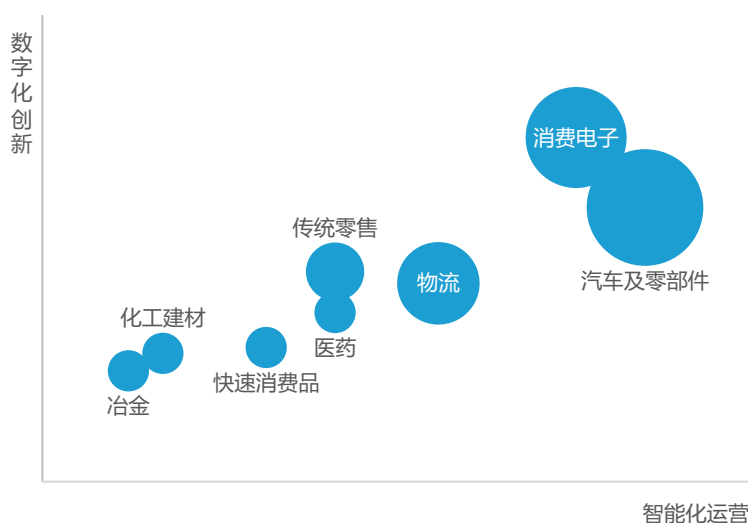 数字化创新
消费电子
传统零售
物流
汽车及零部件
化工建材
医药
快速消费品
冶金
智能化运营